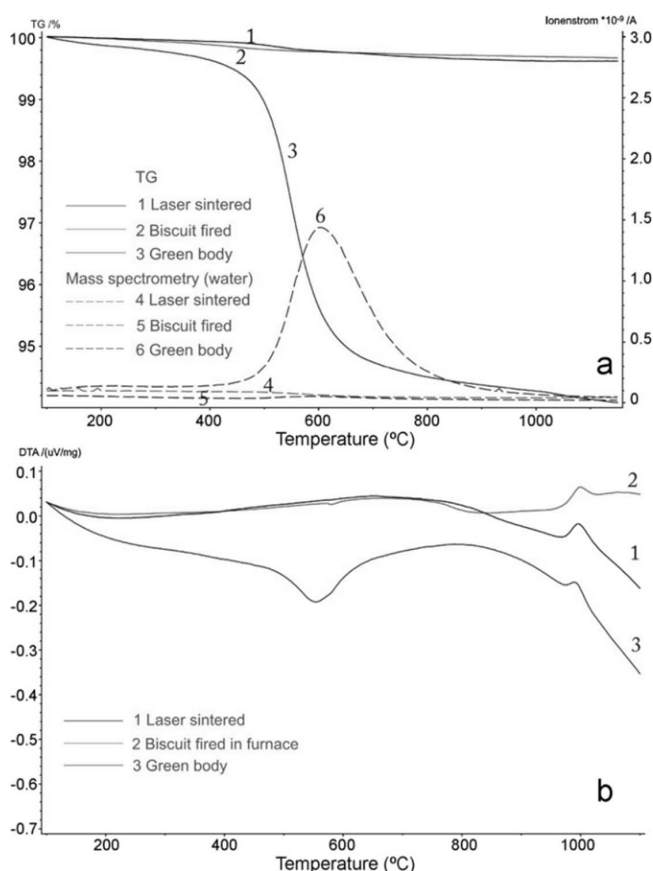 TG /%
Ionenstrom *10⁻⁹ /A
100
99
98
97
96
95
3.0
2.5
2.0
1.5
1.0
0.5
0
1
2
3
6
4
5
TG
1 Laser sintered
2 Biscuit fired
3 Green body
Mass spectrometry (water)
4 Laser sintered
5 Biscuit fired
6 Green body
a
200 400 600 800 1000
Temperature (ºC)
DTA /(uV/mg)
0.1
0.0
-0.1
-0.2
-0.3
-0.4
-0.5
-0.6
-0.7
2
1
3
1 Laser sintered
2 Biscuit fired in furnace
3 Green body
b
200 400 600 800 1000
Temperature (ºC)